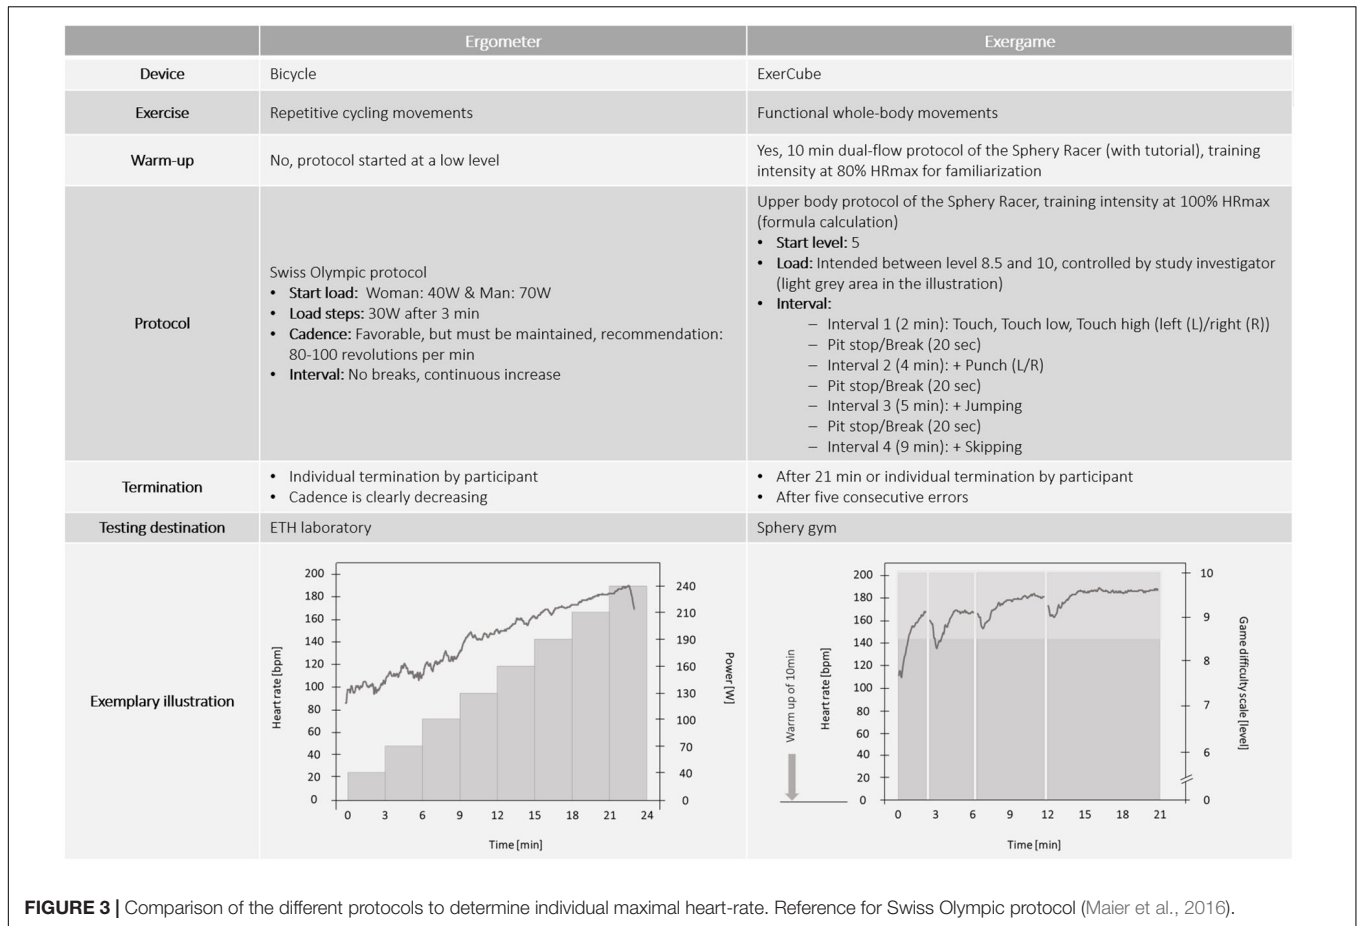 Ergometer
Exergame
Device
Bicycle
ExerCube
Exercise
Repetitive cycling movements
Functional whole-body movements
Warm-up
No, protocol started at a low level
Yes, 10 min dual-flow protocol of the Sphery Racer (with tutorial), training
intensity at 80% HRmax for familiarization
Protocol
Swiss Olympic protocol
• Start load: Woman: 40W & Man: 70W
• Load steps: 30W after 3 min
• Cadence: Favorable, but must be maintained, recommendation:
80-100 revolutions per min
• Interval: No breaks, continuous increase
Upper body protocol of the Sphery Racer, training intensity at 100% HRmax
(formula calculation)
• Start level: 5
• Load: Intended between level 8.5 and 10, controlled by study investigator
(light grey area in the illustration)
• Interval:
– Interval 1 (2 min): Touch, Touch low, Touch high (left (L)/right (R))
– Pit stop/Break (20 sec)
– Interval 2 (4 min): + Punch (L/R)
– Pit stop/Break (20 sec)
– Interval 3 (5 min): + Jumping
– Pit stop/Break (20 sec)
– Interval 4 (9 min): + Skipping
Termination
• Individual termination by participant
• Cadence is clearly decreasing
• After 21 min or individual termination by participant
• After five consecutive errors
Testing destination
ETH laboratory
Sphery gym
Exemplary illustration
Heart rate [bpm]
200
180
160
140
120
100
80
60
40
20
0
240
210
190
160
130
100
70
40
0
Power [W]
0 3 6 9 12 15 18 21 24
Time [min]
Warm up of 10min
Heart rate [bpm]
200
180
160
140
120
100
80
60
40
20
0
10
9
8
7
6
0
Game difficulty scale [level]
0 3 6 9 12 15 18 21
Time [min]
FIGURE 3 | Comparison of the different protocols to determine individual maximal heart-rate. Reference for Swiss Olympic protocol (Maier et al., 2016).